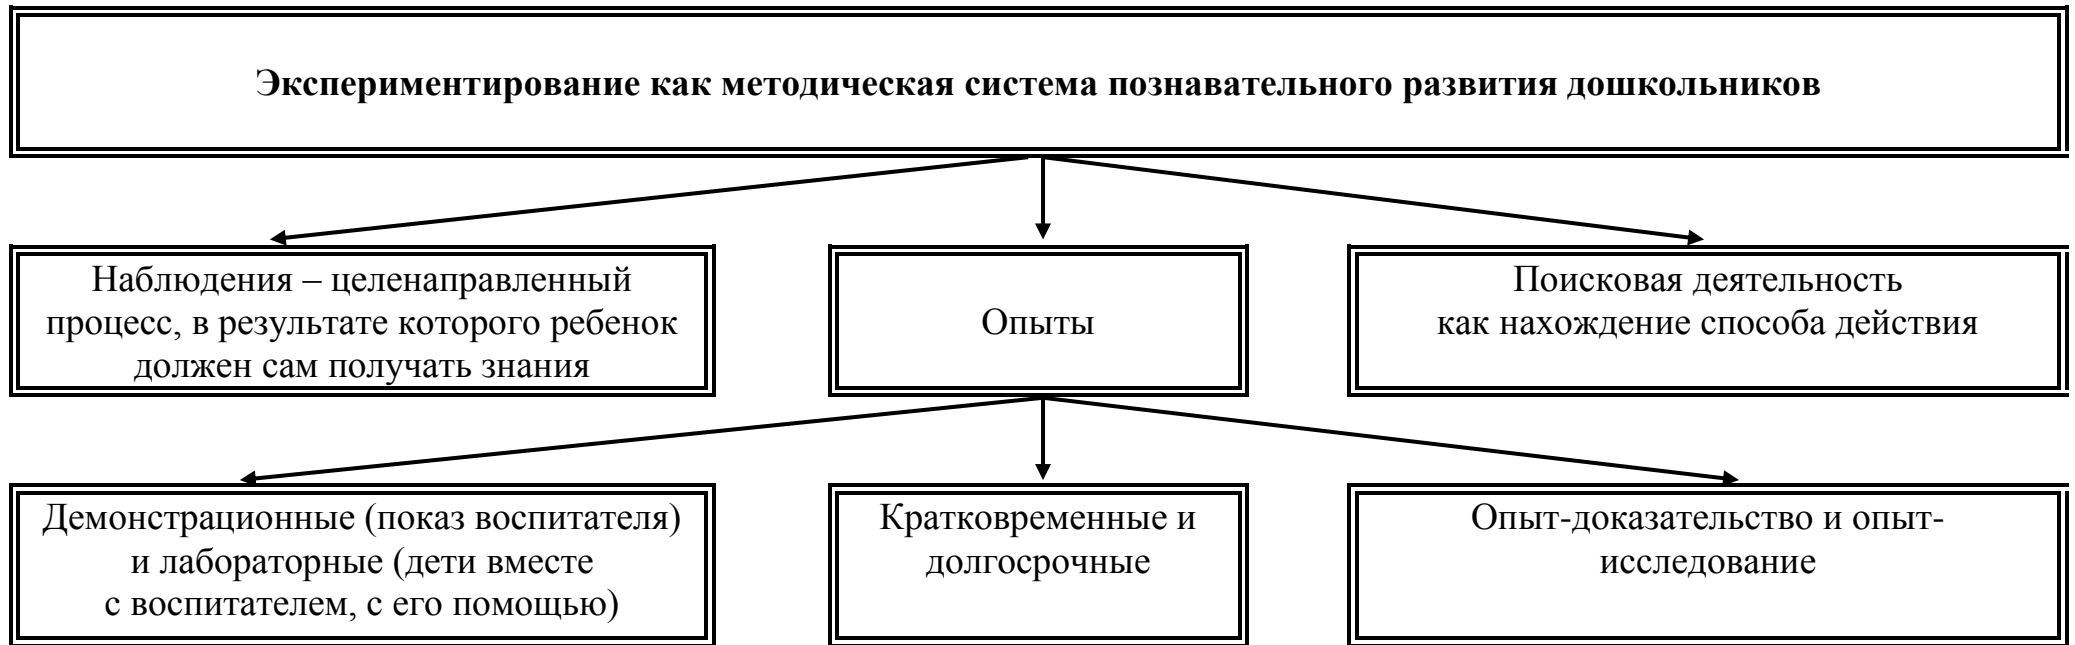 Экспериментирование как методическая система познавательного развития дошкольников
Наблюдения – целенаправленный
процесс, в результате которого ребенок
должен сам получать знания
Опыты
Поисковая деятельность
как нахождение способа действия
Демонстрационные (показ воспитателя)
и лабораторные (дети вместе
с воспитателем, с его помощью)
Кратковременные и
долгосрочные
Опыт-доказательство и опыт-
исследование